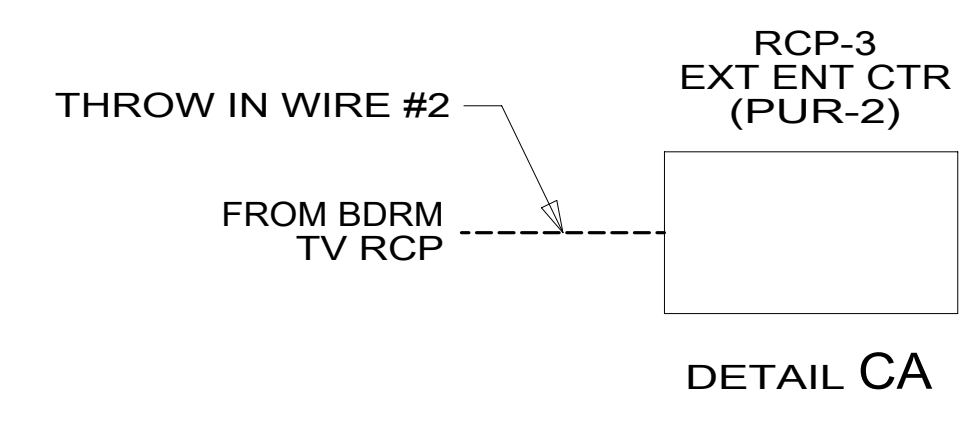 RCP-3
EXT ENT CTR
(PUR-2)
THROW IN WIRE #2
FROM BDRM
TV RCP
DETAIL CA